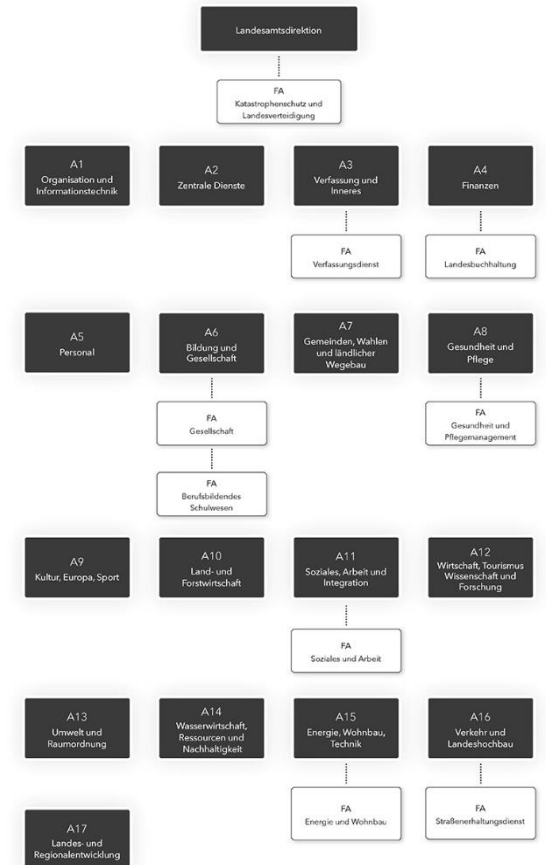 Landesamtsdirektion
FA
Katastrophenschutz und
Landesverteidigung
A1
Organisation und
Informationstechnik
A2
Zentrale Dienste
A3
Verfassung und
Inneres
A4
Finanzen
FA
Verfassungsdienst
FA
Landesbuchhaltung
A5
Personal
A6
Bildung und
Gesellschaft
A7
Gemeinden, Wahlen
und ländlicher
Wegebau
A8
Gesundheit und
Pflege
FA
Gesellschaft
FA
Gesundheit und
Pflegemanagement
FA
Berufsbildendes
Schulwesen
A9
Kultur, Europa, Sport
A10
Land- und
Forstwirtschaft
A11
Soziales, Arbeit und
Integration
A12
Wirtschaft, Tourismus
Wissenschaft und
Forschung
FA
Soziales und Arbeit
A13
Umwelt und
Raumordnung
A14
Wasserwirtschaft,
Ressourcen und
Nachhaltigkeit
A15
Energie, Wohnbau,
Technik
A16
Verkehr und
Landeshochbau
FA
Energie und Wohnbau
FA
Straßenerhaltungsdienst
A17
Landes- und
Regionalentwicklung